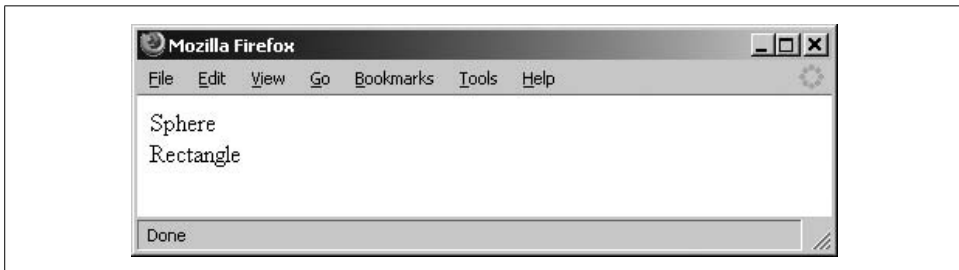 Mozilla Firefox
File Edit View Go Bookmarks Tools Help
Sphere
Rectangle
Done